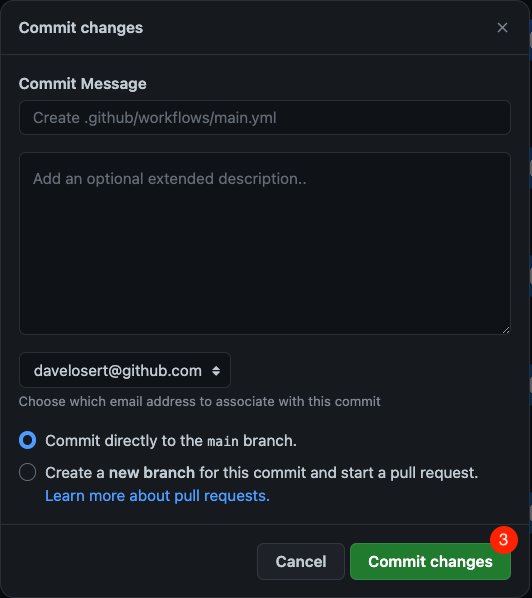 Commit changes
Commit Message
Create .github/workflows/main.yml
Add an optional extended description..
davelosert@github.com
Choose which email address to associate with this commit
Commit directly to the main branch.
Create a new branch for this commit and start a pull request.
Learn more about pull requests.
3
Cancel
Commit changes